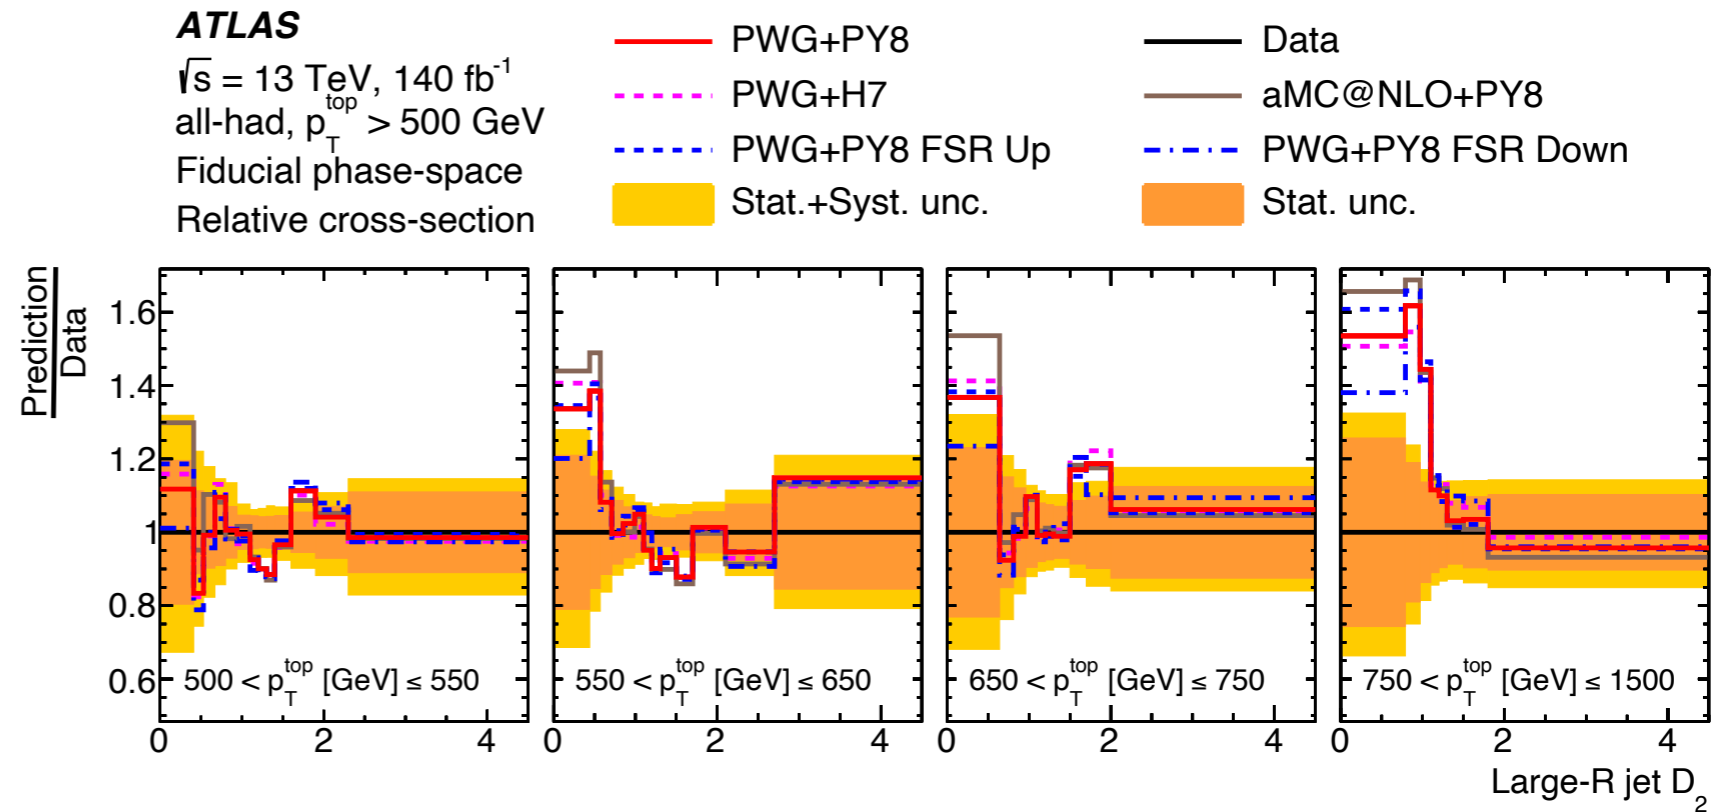 ATLAS
√s = 13 TeV, 140 fb⁻¹
all-had, p_T^top > 500 GeV
Fiducial phase-space
Relative cross-section
PWG+PY8
PWG+H7
PWG+PY8 FSR Up
Stat.+Syst. unc.
Data
aMC@NLO+PY8
PWG+PY8 FSR Down
Stat. unc.
Prediction
Data
1.6
1.4
1.2
1
0.8
0.6
500 < p_T^top [GeV] ≤ 550
550 < p_T^top [GeV] ≤ 650
650 < p_T^top [GeV] ≤ 750
750 < p_T^top [GeV] ≤ 1500
0 2 4
0 2 4
0 2 4
0 2 4
Large-R jet D₂